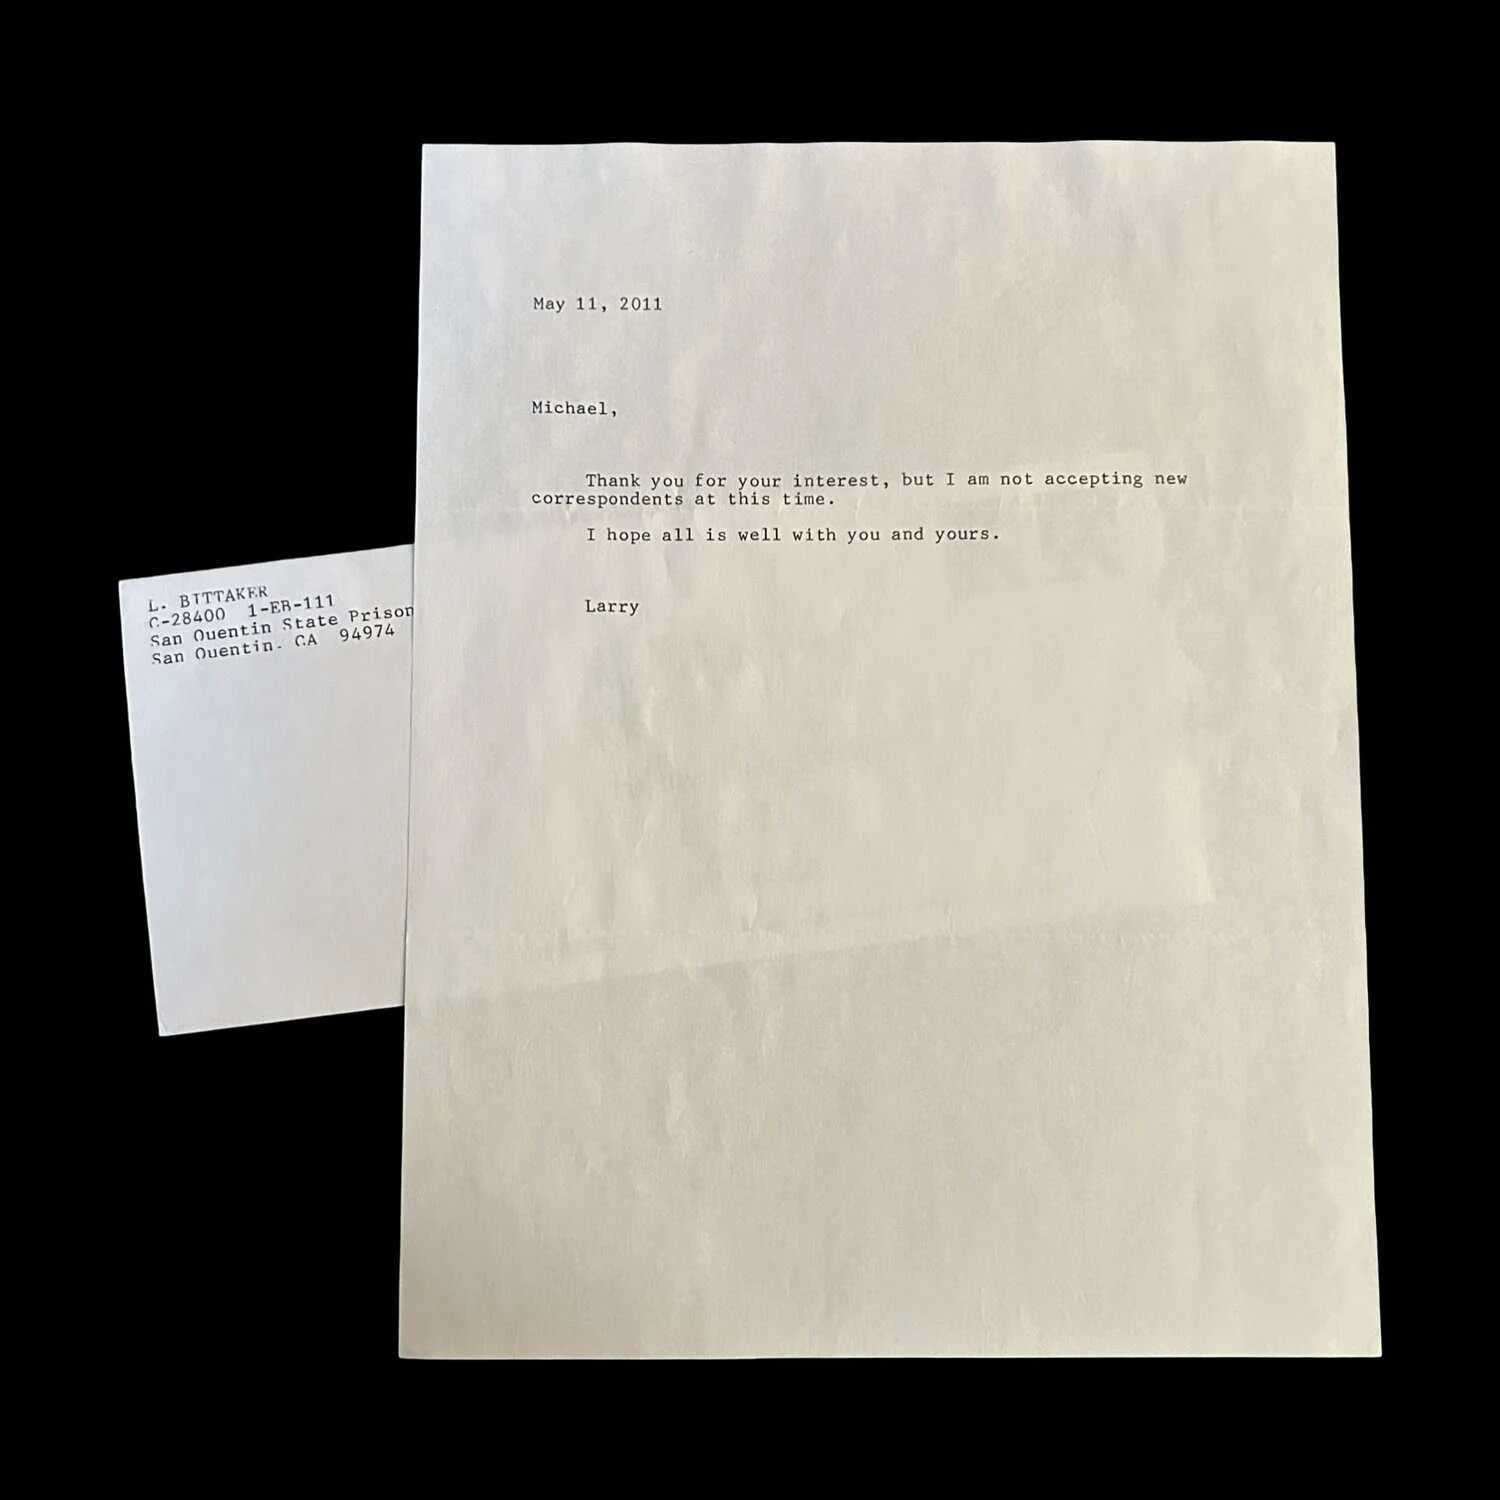 May 11, 2011
Michael,
Thank you for your interest, but I am not accepting new
correspondents at this time.
I hope all is well with you and yours.
Larry
L. BITTAKER
C-28400 1-EB-111
San Quentin State Prison
San Quentin, CA 94974